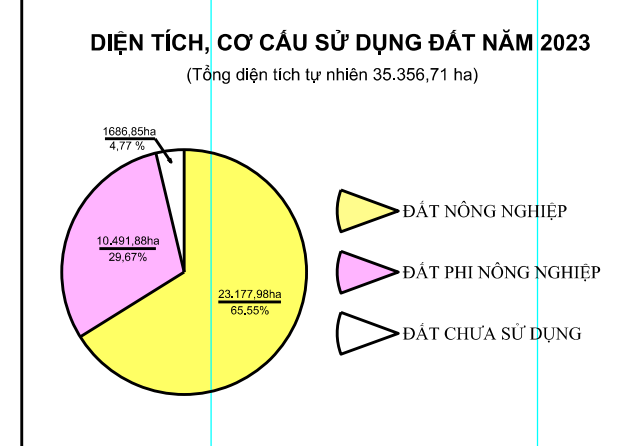 DIỆN TÍCH, CƠ CẤU SỬ DỤNG ĐẤT NĂM 2023
(Tổng diện tích tự nhiên 35.356,71 ha)
1686,85ha
4,77 %
10.491,88ha
29,67%
23.177,98ha
65,55%
ĐẤT NÔNG NGHIỆP
ĐẤT PHI NÔNG NGHIỆP
ĐẤT CHƯA SỬ DỤNG